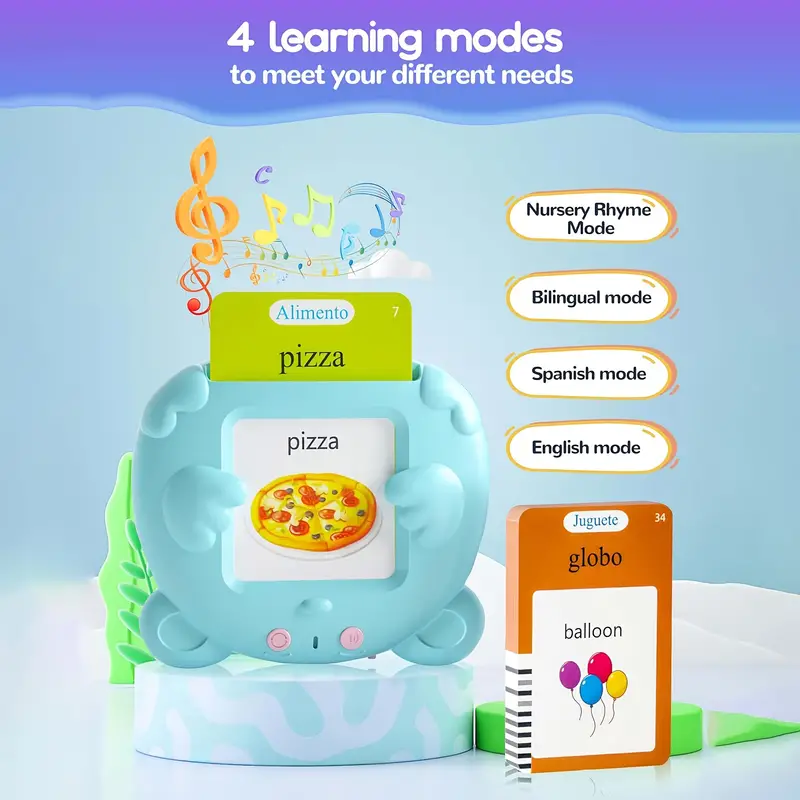 4 learning modes
to meet your different needs
Nursery Rhyme
Mode
Bilingual mode
Spanish mode
English mode
Alimento 7
pizza
pizza
Juguete 34
globo
balloon